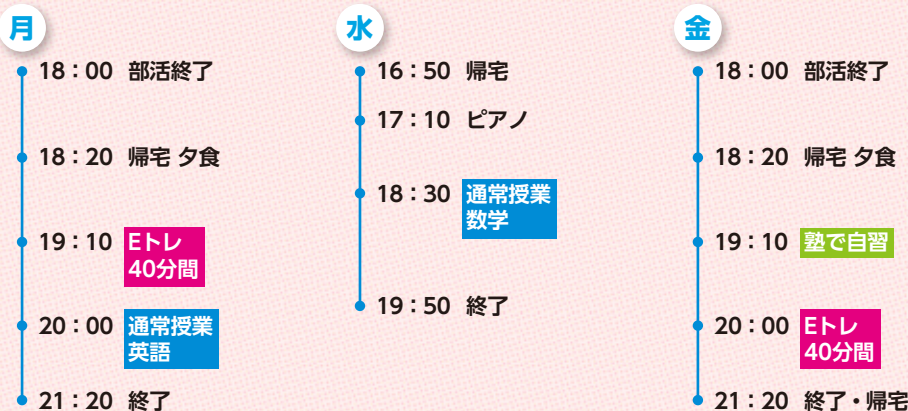 月
18：00 部活終了
18：20 帰宅 夕食
19：10 Eトレ
40分間
20：00 通常授業
英語
21：20 終了
水
16：50 帰宅
17：10 ピアノ
18：30 通常授業
数学
19：50 終了
金
18：00 部活終了
18：20 帰宅 夕食
19：10 塾で自習
20：00 Eトレ
40分間
21：20 終了・帰宅